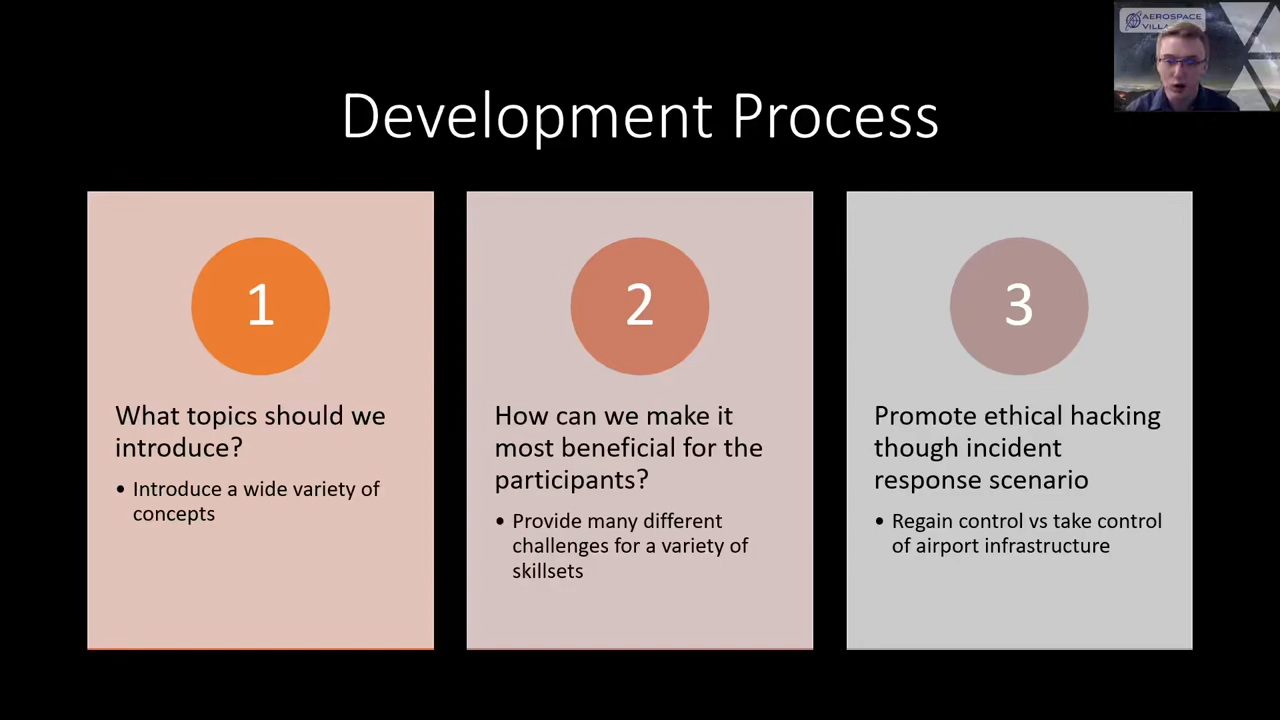 AEROSPACE
Development Process
1
What topics should we
introduce?
• Introduce a wide variety of
concepts
2
How can we make it
most beneficial for the
participants?
• Provide many different
challenges for a variety of
skillsets
3
Promote ethical hacking
though incident
response scenario
• Regain control vs take control
of airport infrastructure